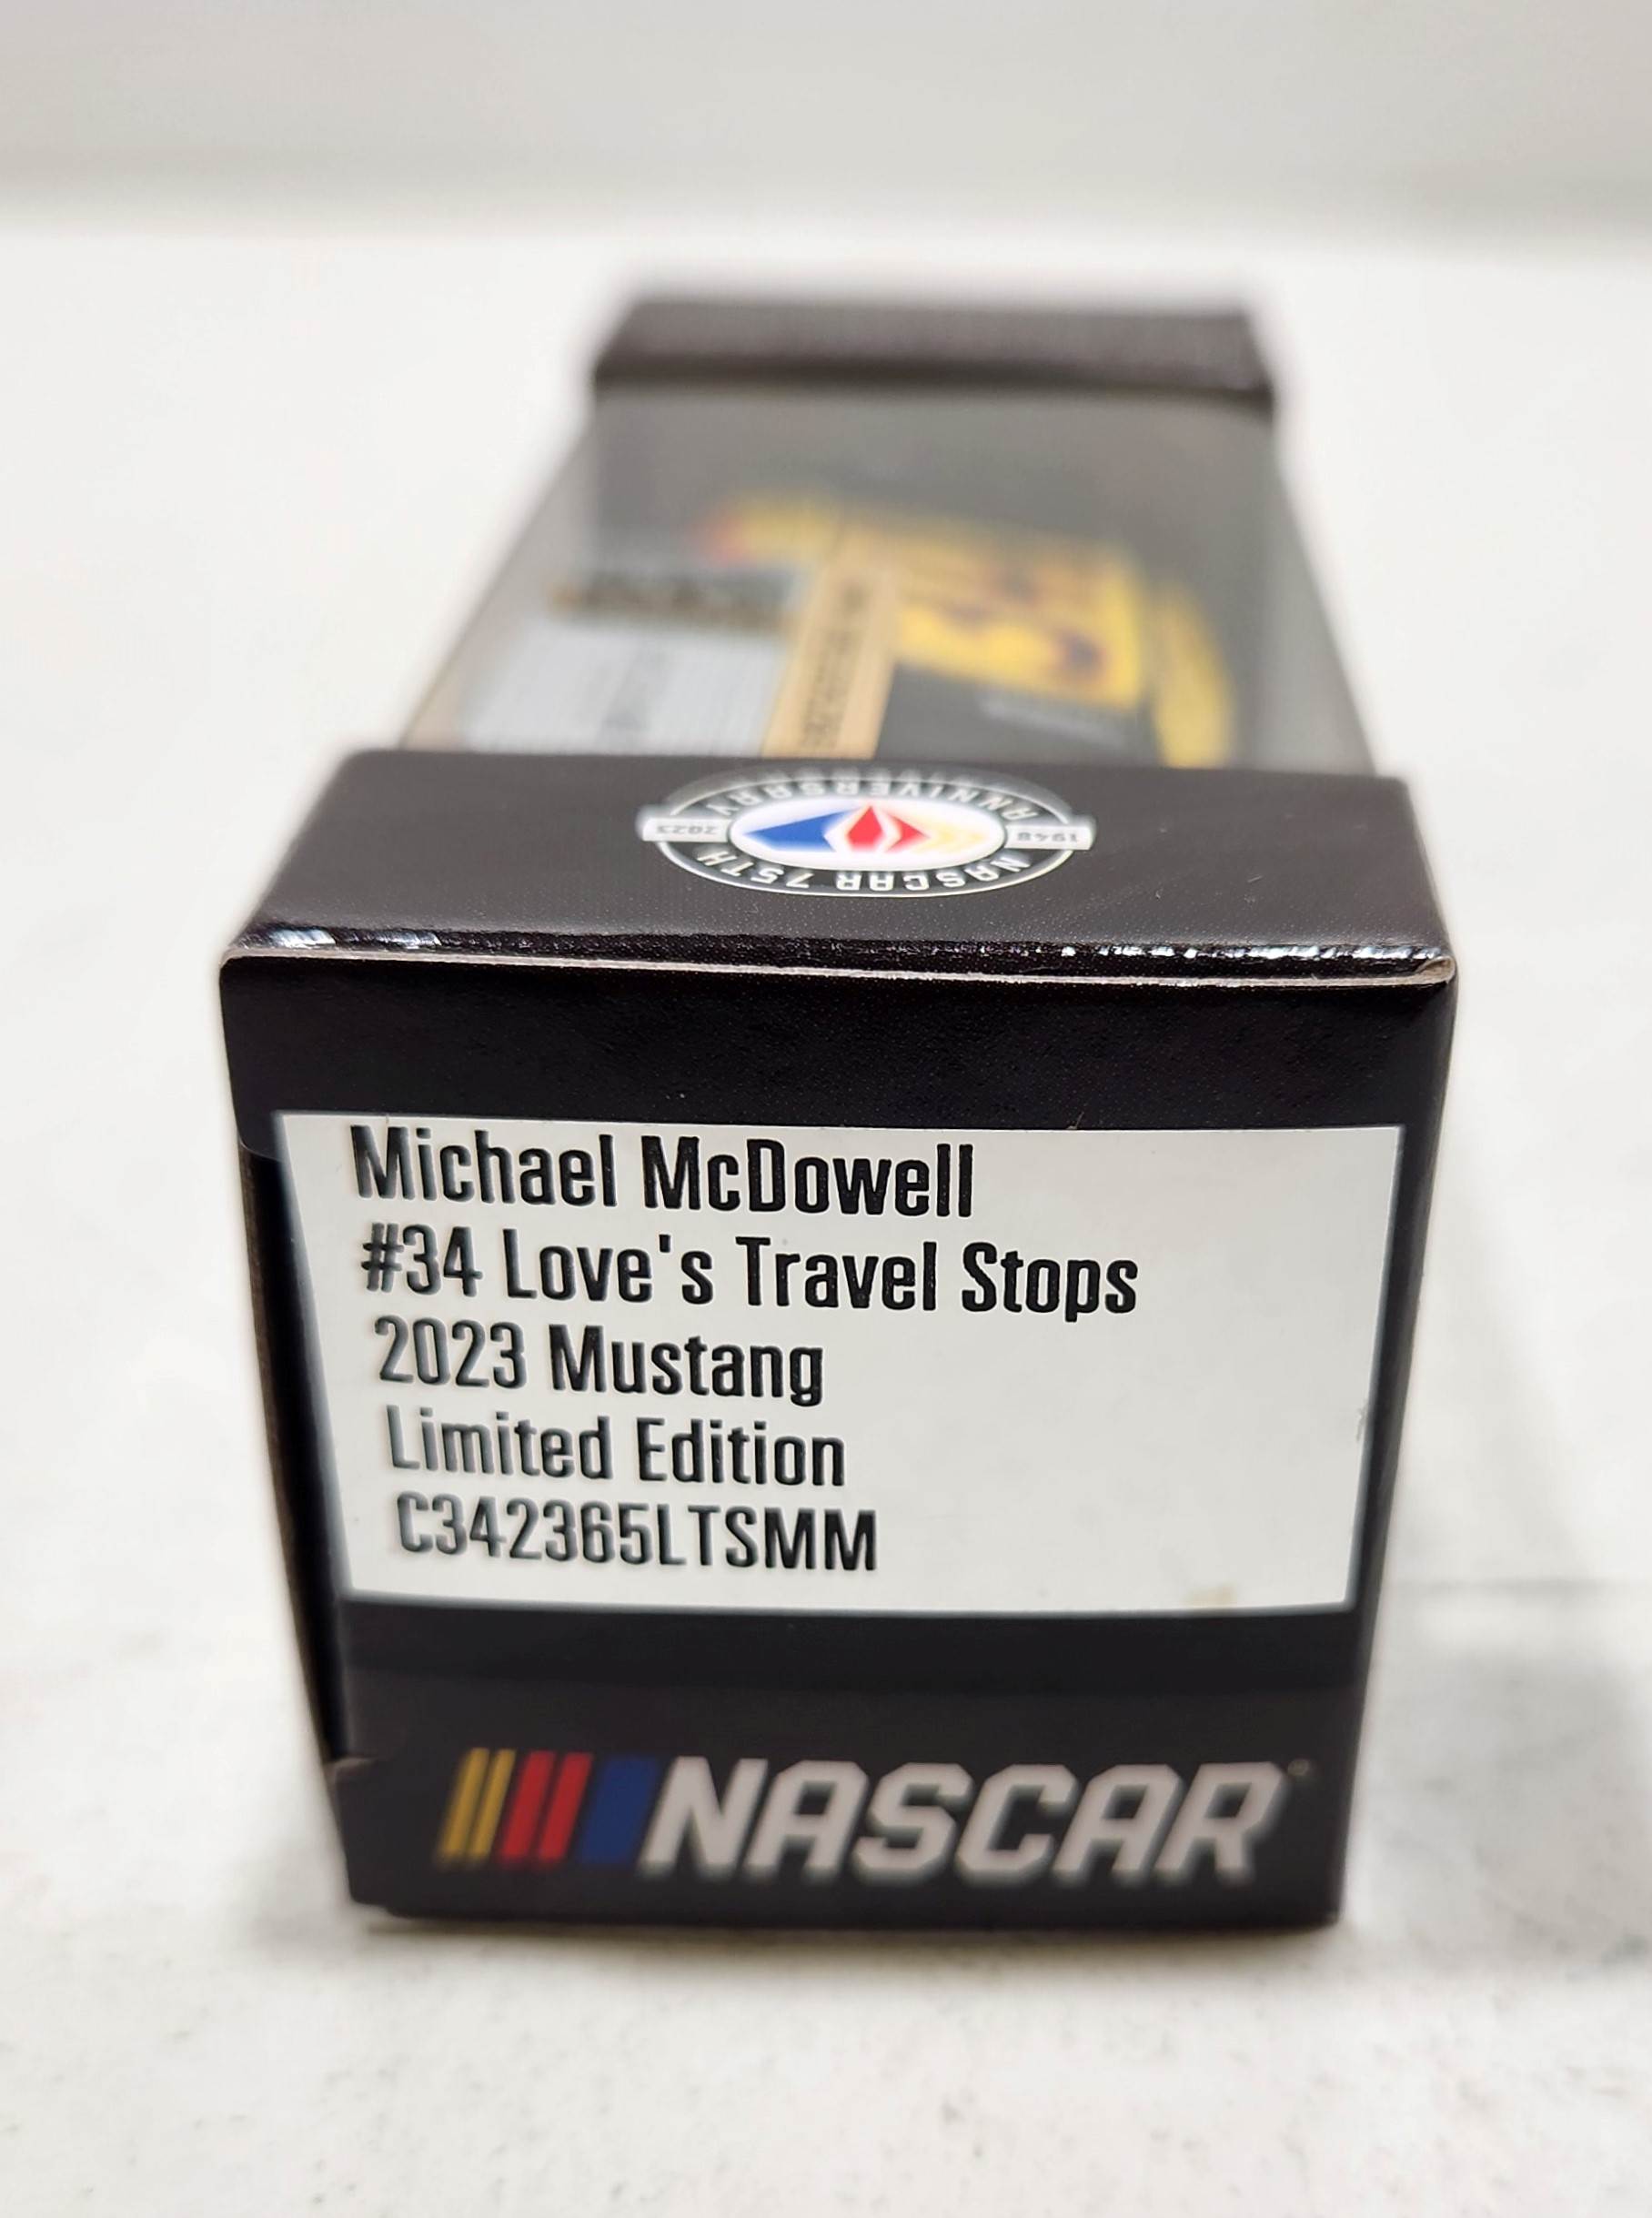 NASCAR 75TH
ANNIVERSARY
1948 2023
Michael McDowell
#34 Love's Travel Stops
2023 Mustang
Limited Edition
C342365LTSMM
NASCAR